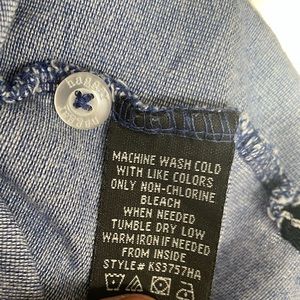 MACHINE WASH COLD
WITH LIKE COLORS
ONLY NON-CHLORINE
BLEACH
WHEN NEEDED
TUMBLE DRY LOW
WARM IRON IF NEEDED
FROM INSIDE
STYLE# KS3757HA